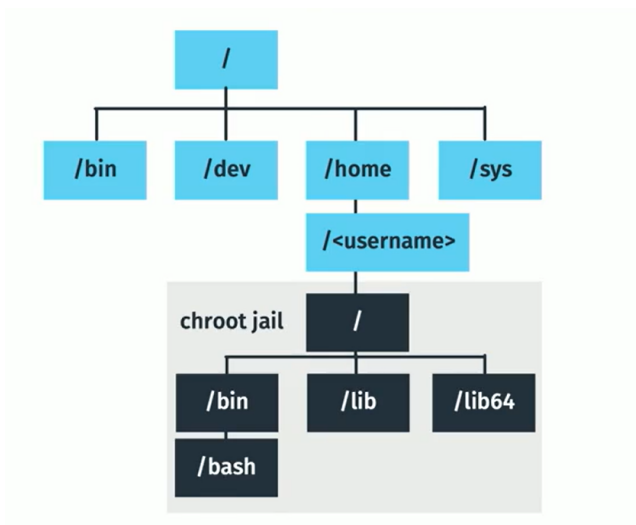 /
/bin
/dev
/home
/sys
/<username>
chroot jail
/
/bin
/lib
/lib64
/bash